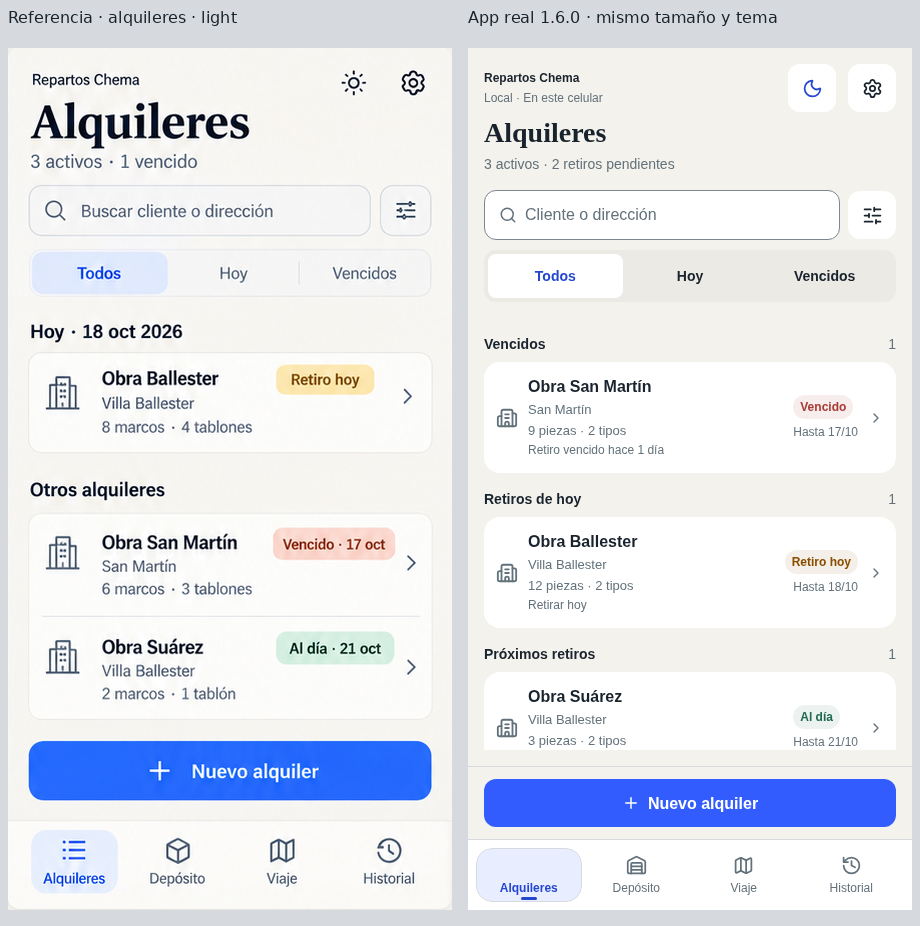 Referencia · alquileres · light
Repartos Chema
Alquileres
3 activos · 1 vencido
Buscar cliente o dirección
Todos
Hoy
Vencidos
Hoy · 18 oct 2026
Obra Ballester
Retiro hoy
Villa Ballester
8 marcos · 4 tablones
Otros alquileres
Obra San Martín
Vencido · 17 oct
San Martín
6 marcos · 3 tablones
Obra Suárez
Al día · 21 oct
Villa Ballester
2 marcos · 1 tablón
Nuevo alquiler
Alquileres
Depósito
Viaje
Historial
App real 1.6.0 · mismo tamaño y tema
Repartos Chema
Local · En este celular
Alquileres
3 activos · 2 retiros pendientes
Cliente o dirección
Todos
Hoy
Vencidos
Vencidos
1
Obra San Martín
San Martín
9 piezas · 2 tipos
Retiro vencido hace 1 día
Vencido
Hasta 17/10
Retiros de hoy
1
Obra Ballester
Villa Ballester
12 piezas · 2 tipos
Retirar hoy
Retiro hoy
Hasta 18/10
Próximos retiros
1
Obra Suárez
Villa Ballester
3 piezas · 2 tipos
Al día
Hasta 21/10
Nuevo alquiler
Alquileres
Depósito
Viaje
Historial